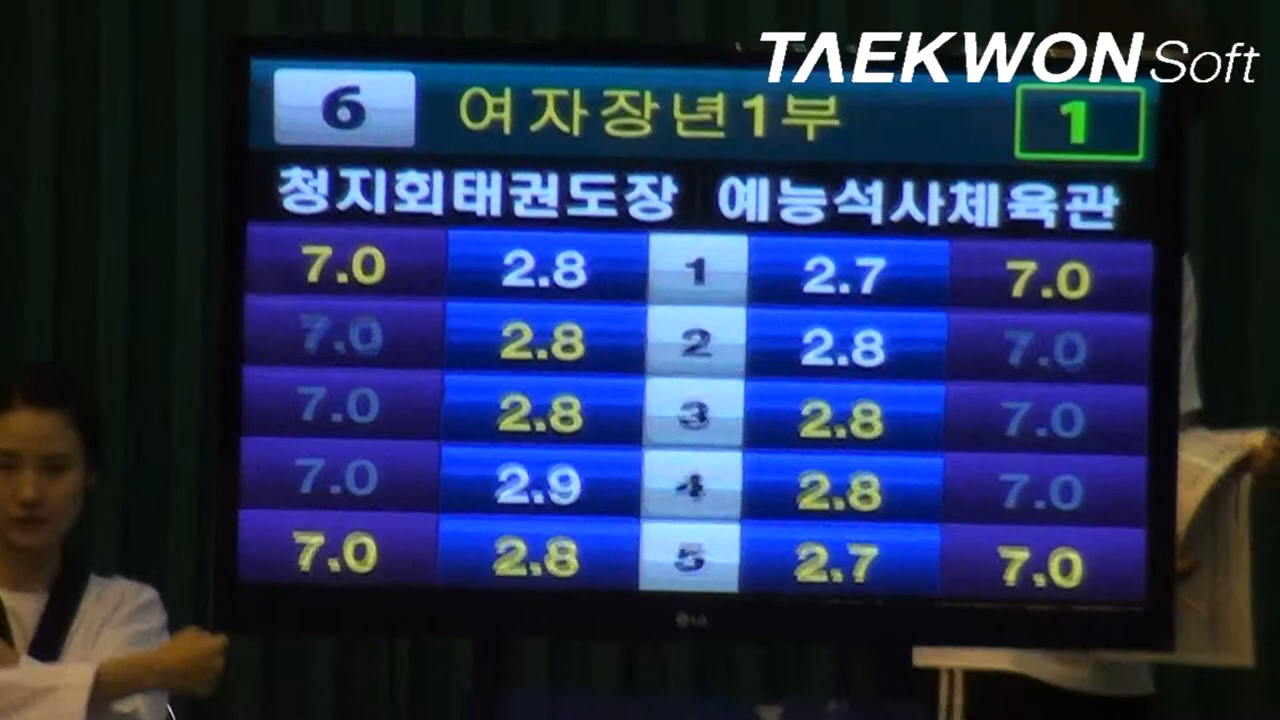 TAEKWON Soft
6 여자장년1부 1
청지회태권도장 예능석사체육관
7.0 2.8 1 2.7 7.0
7.0 2.8 2 2.8 7.0
7.0 2.8 3 2.8 7.0
7.0 2.9 4 2.8 7.0
7.0 2.8 5 2.7 7.0
LG